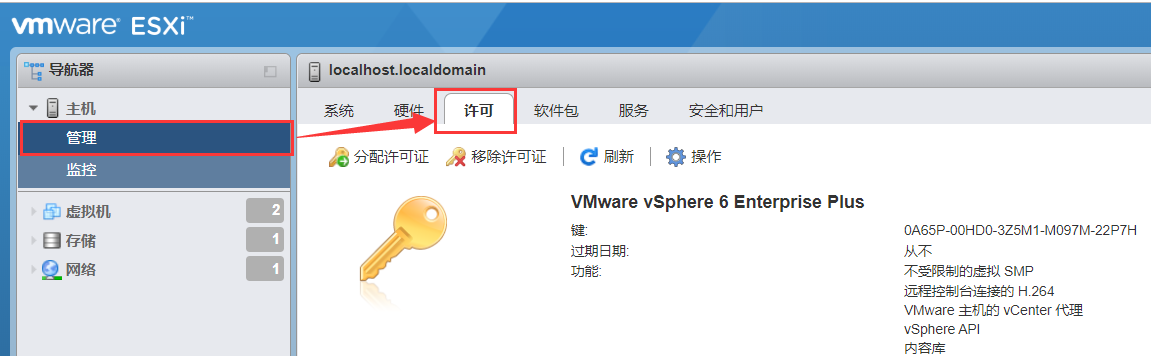 vmware® ESXi™
导航器
localhost.localdomain
主机
管理
监控
虚拟机 2
存储 1
网络 1
系统 硬件 许可 软件包 服务 安全和用户
分配许可证 移除许可证 刷新 操作
VMware vSphere 6 Enterprise Plus
键: 0A65P-00HD0-3Z5M1-M097M-22P7H
过期日期: 从不
功能: 不受限制的虚拟 SMP
远程控制台连接的 H.264
VMware 主机的 vCenter 代理
vSphere API
内容库